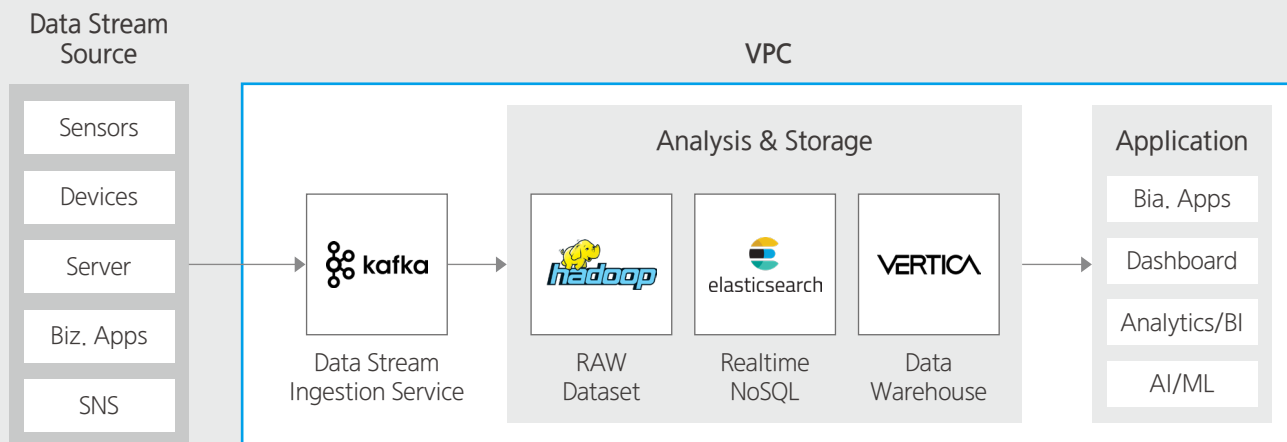 Data Stream
Source
Sensors
Devices
Server
Biz. Apps
SNS
VPC
kafka
Data Stream
Ingestion Service
Analysis & Storage
hadoop
RAW
Dataset
elasticsearch
Realtime
NoSQL
VERTICA
Data
Warehouse
Application
Bia. Apps
Dashboard
Analytics/BI
AI/ML